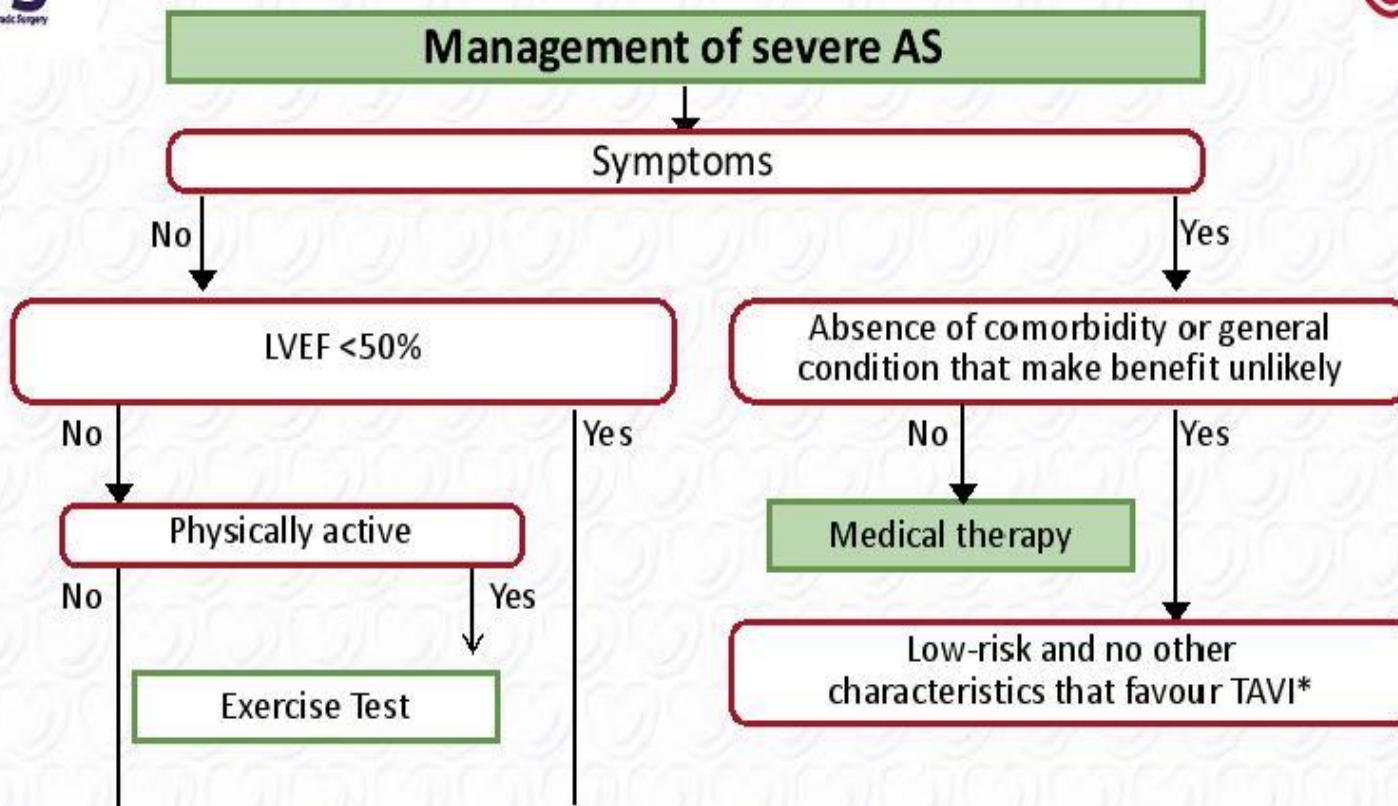 adic Surgery
Management of severe AS
Symptoms
No
Yes
LVEF <50%
Absence of comorbidity or general
condition that make benefit unlikely
No
Yes
No
Yes
Physically active
Medical therapy
No
Yes
Low-risk and no other
characteristics that favour TAVI*
Exercise Test